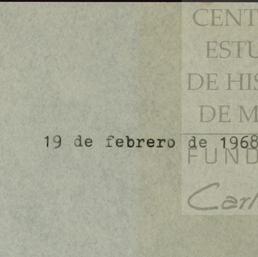 CENT
ESTU
DE HIS
DE M
19 de febrero de 1968
FUND
Carl